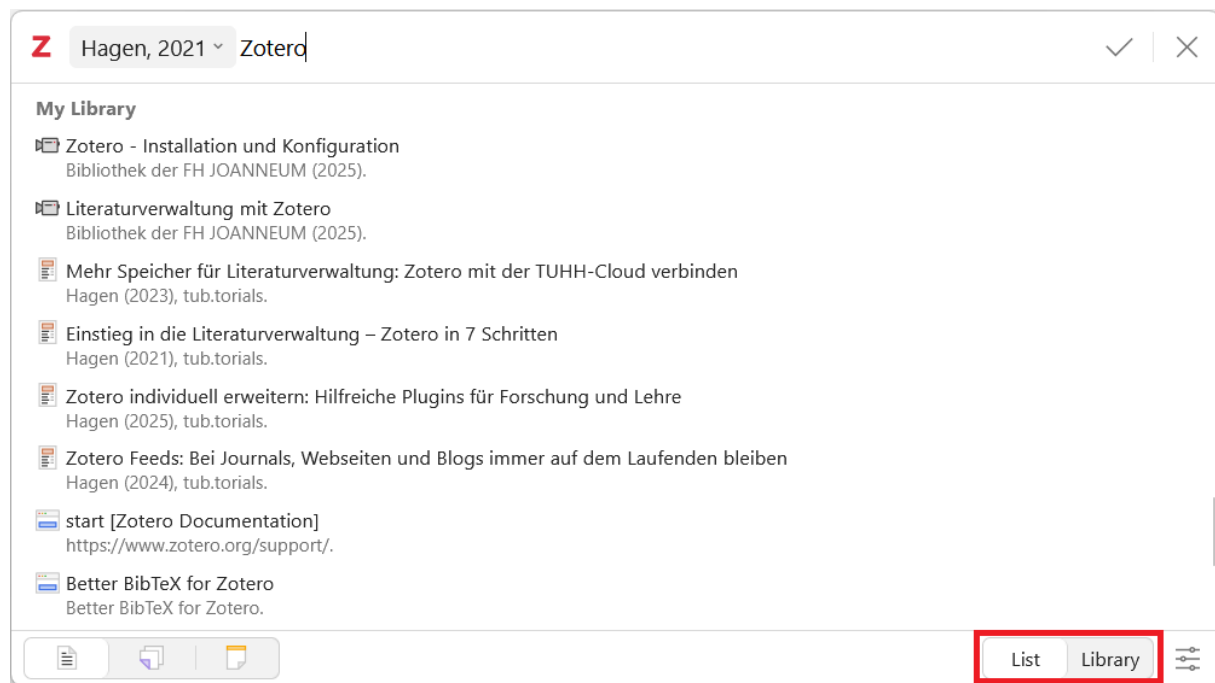 Z Hagen, 2021 Zotero
My Library
Zotero - Installation und Konfiguration
Bibliothek der FH JOANNEUM (2025).
Literaturverwaltung mit Zotero
Bibliothek der FH JOANNEUM (2025).
Mehr Speicher für Literaturverwaltung: Zotero mit der TUHH-Cloud verbinden
Hagen (2023), tub.torials.
Einstieg in die Literaturverwaltung – Zotero in 7 Schritten
Hagen (2021), tub.torials.
Zotero individuell erweitern: Hilfreiche Plugins für Forschung und Lehre
Hagen (2025), tub.torials.
Zotero Feeds: Bei Journals, Webseiten und Blogs immer auf dem Laufenden bleiben
Hagen (2024), tub.torials.
start [Zotero Documentation]
https://www.zotero.org/support/.
Better BibTeX for Zotero
Better BibTeX for Zotero.
List Library